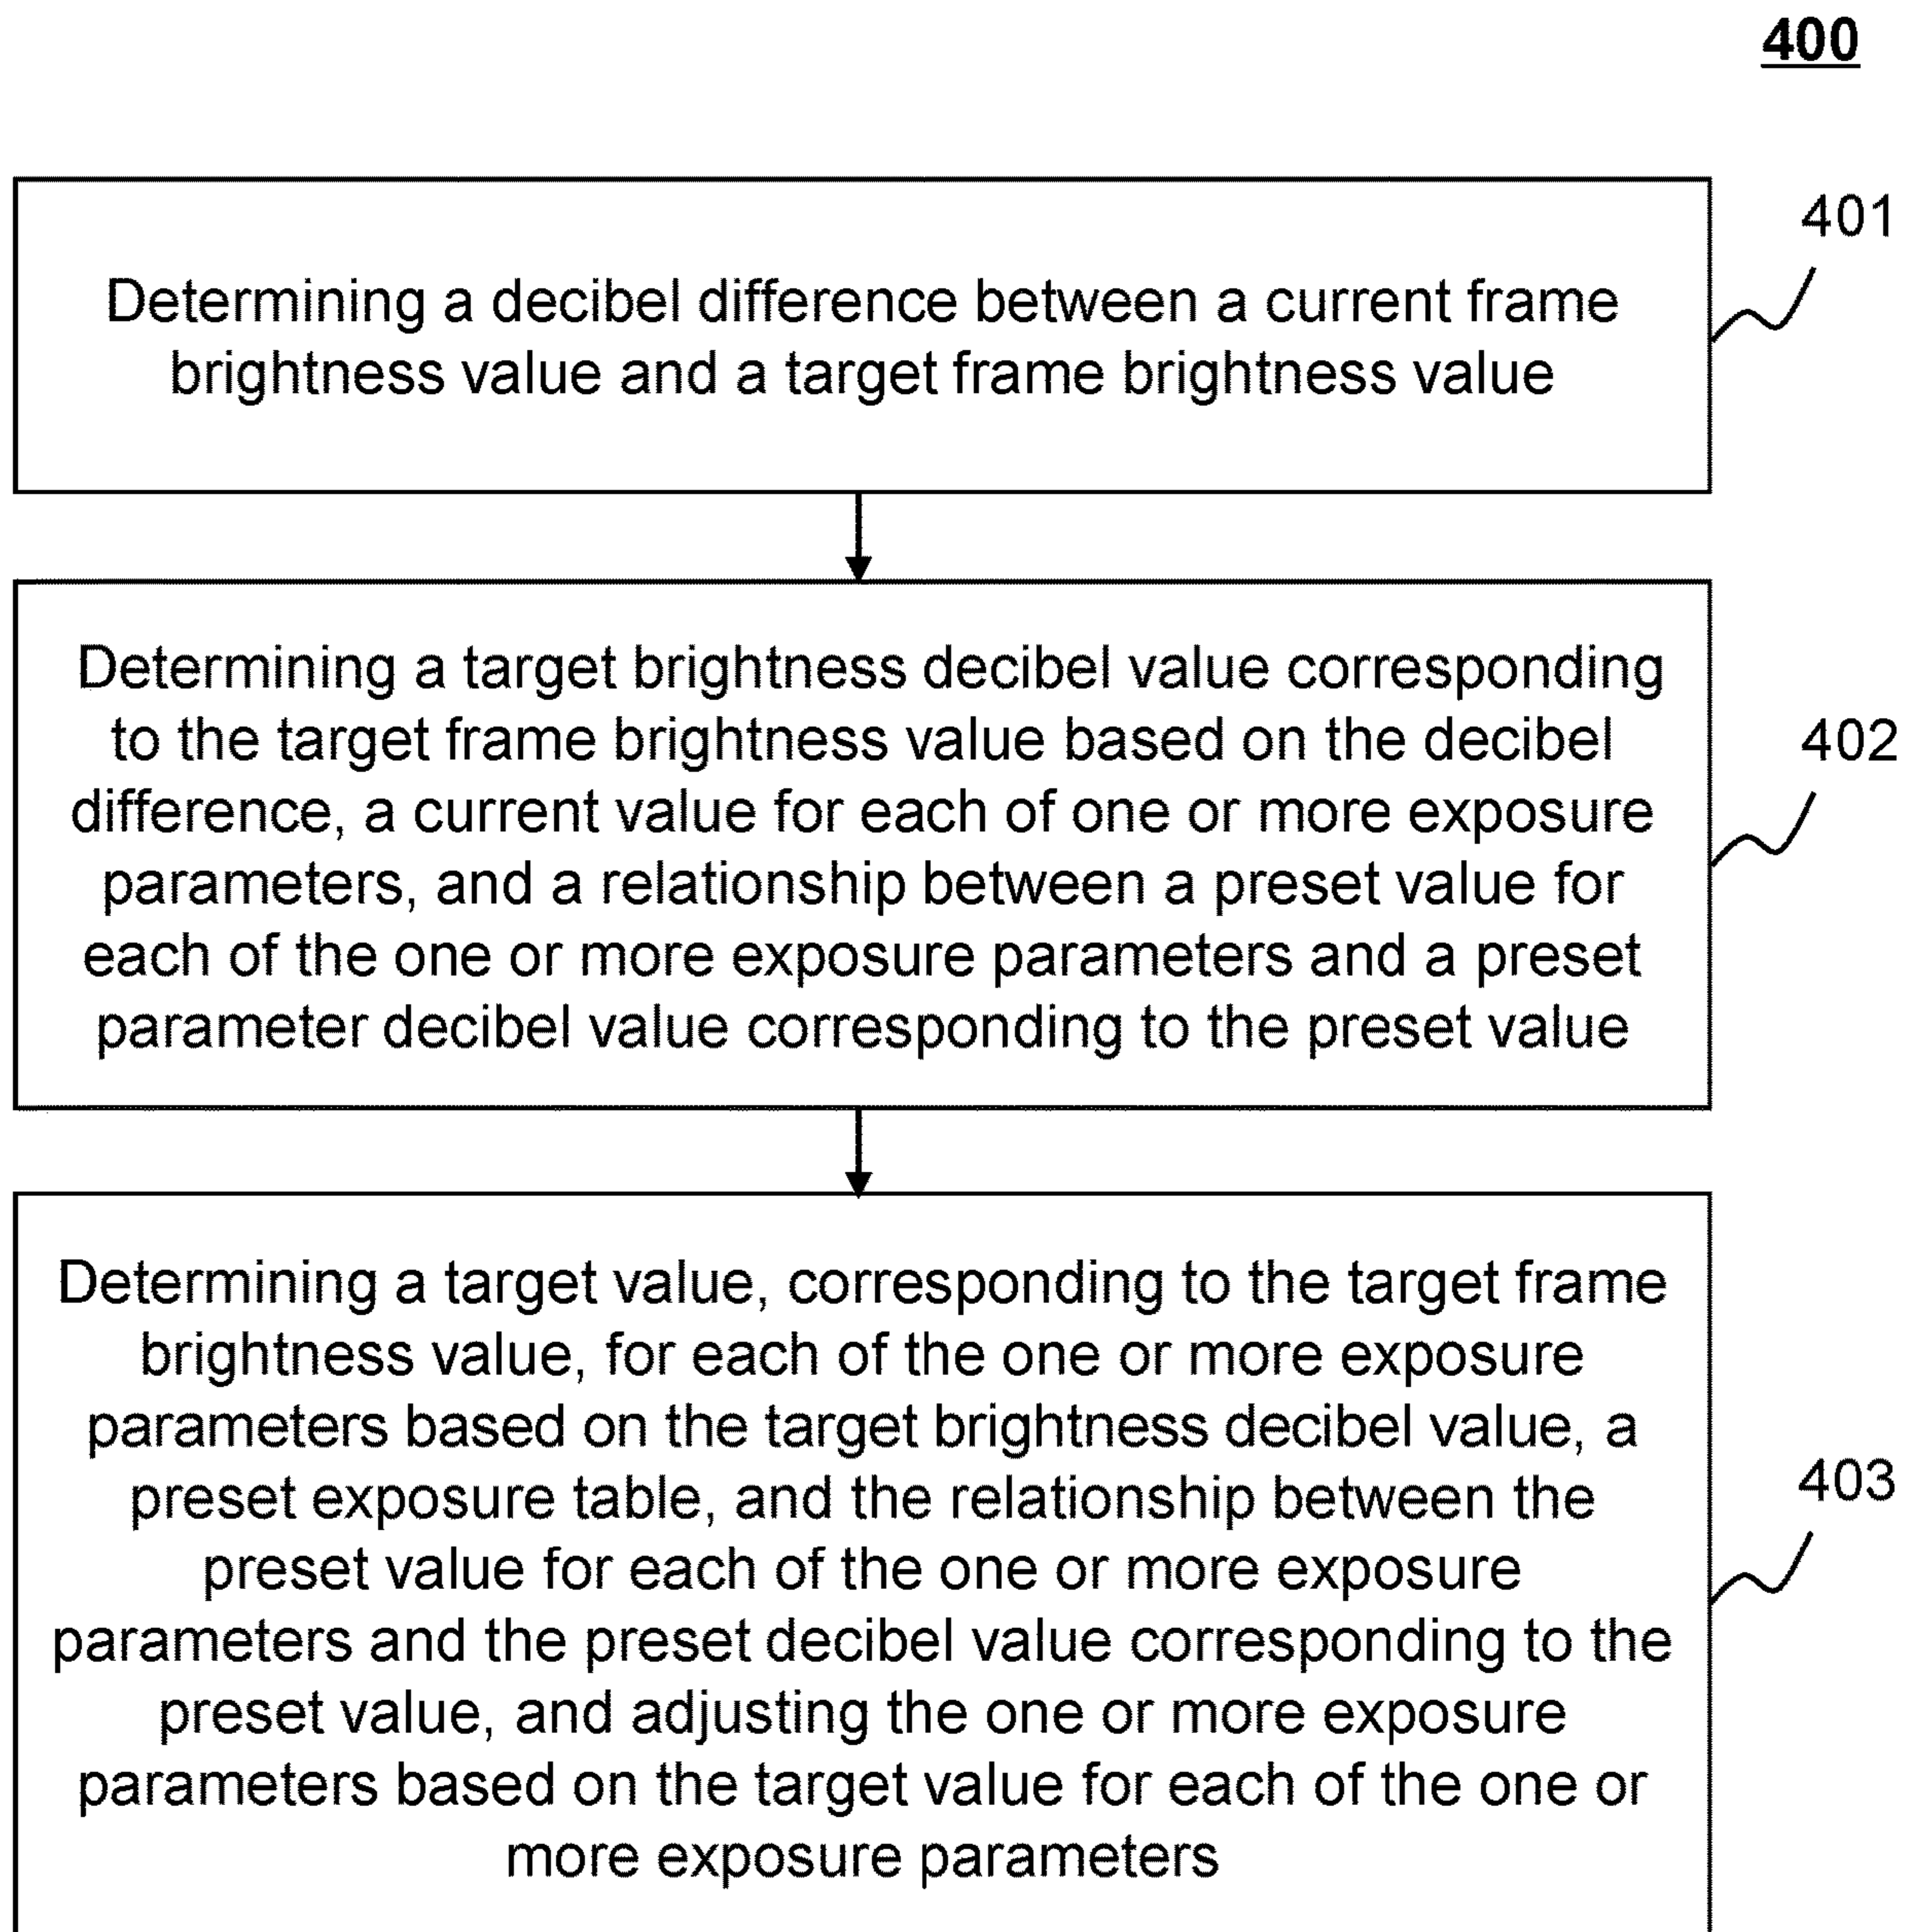 400
401
Determining a decibel difference between a current frame
brightness value and a target frame brightness value
Determining a target brightness decibel value corresponding
to the target frame brightness value based on the decibel
402
difference, a current value for each of one or more exposure
parameters, and a relationship between a preset value for
each of the one or more exposure parameters and a preset
parameter decibel value corresponding to the preset value
Determining a target value, corresponding to the target frame
brightness value, for each of the one or more exposure
parameters based on the target brightness decibel value, a
403
preset exposure table, and the relationship between the
preset value for each of the one or more exposure
parameters and the preset decibel value corresponding to the
preset value, and adjusting the one or more exposure
parameters based on the target value for each of the one or
more exposure parameters